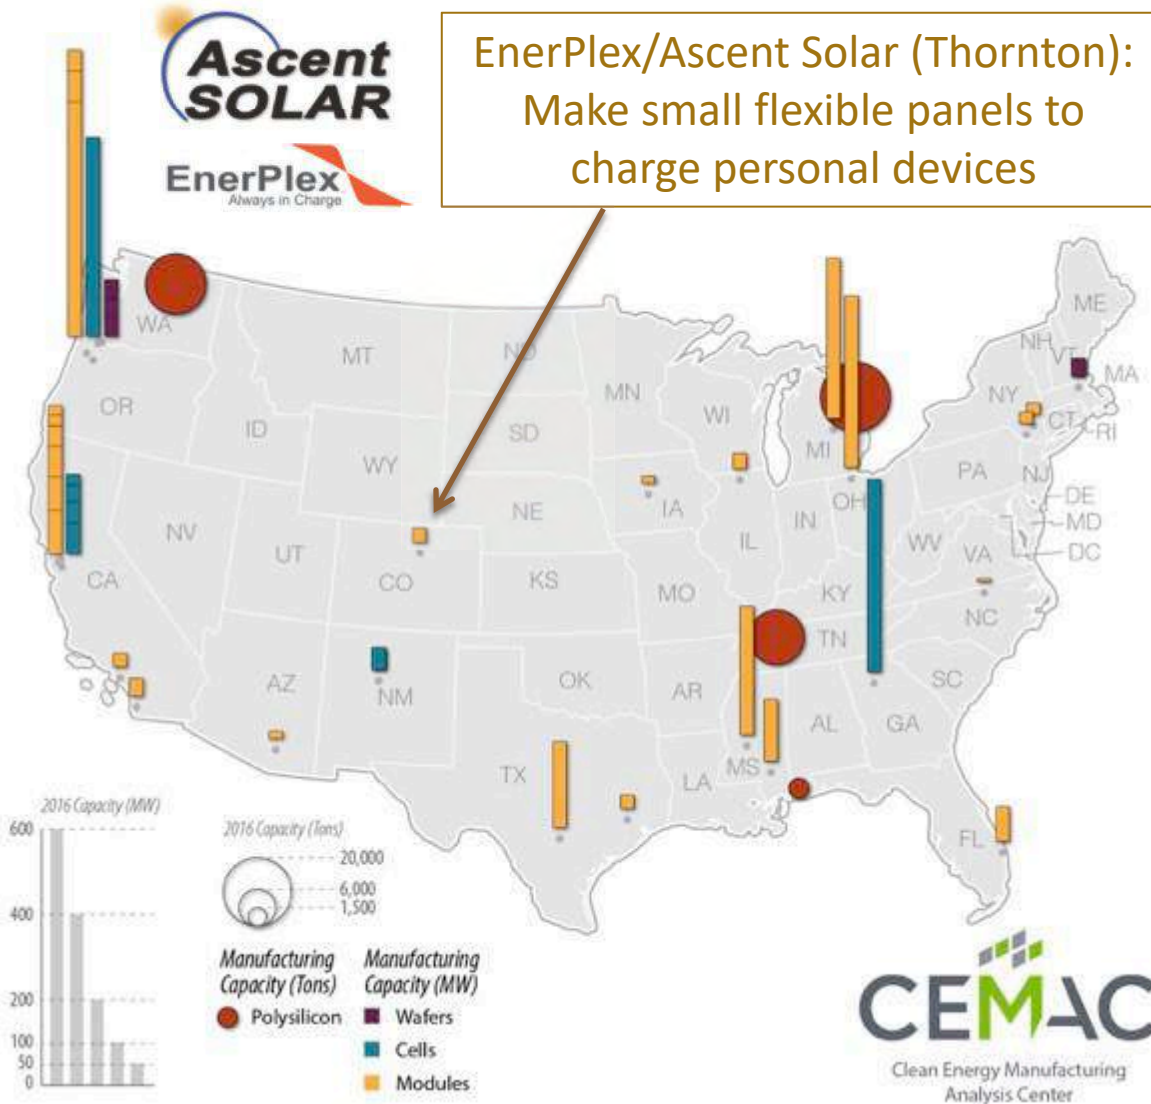 Ascent
SOLAR
EnerPlex
Always in Charge
EnerPlex/Ascent Solar (Thornton):
Make small flexible panels to
charge personal devices
WA
MT
ND
MN
ME
NH
VT
MA
OR
ID
SD
WI
MI
NY
CT
RI
WY
NE
IA
PA
NJ
NV
UT
CO
IL
IN
OH
DE
MD
DC
CA
KS
MO
KY
WV
VA
AZ
NM
OK
AR
TN
NC
SC
TX
LA
MS
AL
GA
FL
2016 Capacity (MW)
600
400
200
100
50
0
2016 Capacity (Tons)
20,000
6,000
1,500
Manufacturing
Capacity (Tons)
Polysilicon
Manufacturing
Capacity (MW)
Wafers
Cells
Modules
CEMAC
Clean Energy Manufacturing
Analysis Center